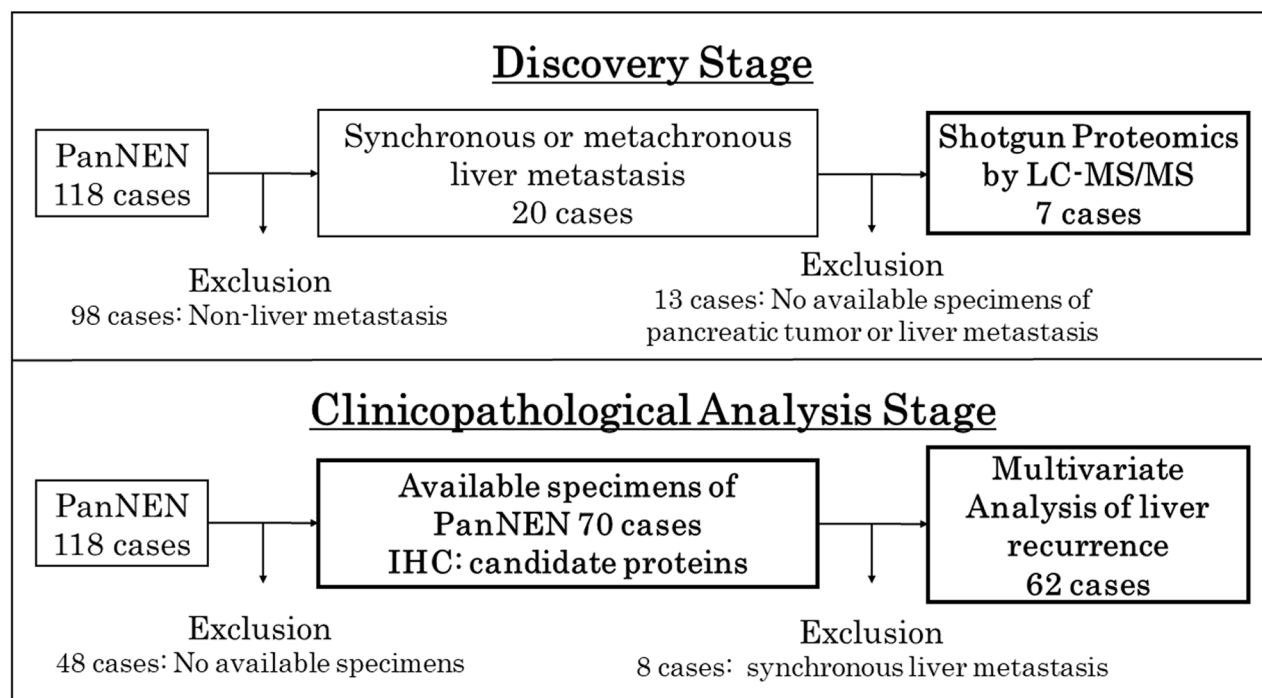 Discovery Stage
PanNEN
118 cases
Synchronous or metachronous
liver metastasis
20 cases
Shotgun Proteomics
by LC-MS/MS
7 cases
Exclusion
98 cases: Non-liver metastasis
Exclusion
13 cases: No available specimens of
pancreatic tumor or liver metastasis
Clinicopathological Analysis Stage
PanNEN
118 cases
Available specimens of
PanNEN 70 cases
IHC: candidate proteins
Multivariate
Analysis of liver
recurrence
62 cases
Exclusion
48 cases: No available specimens
Exclusion
8 cases: synchronous liver metastasis